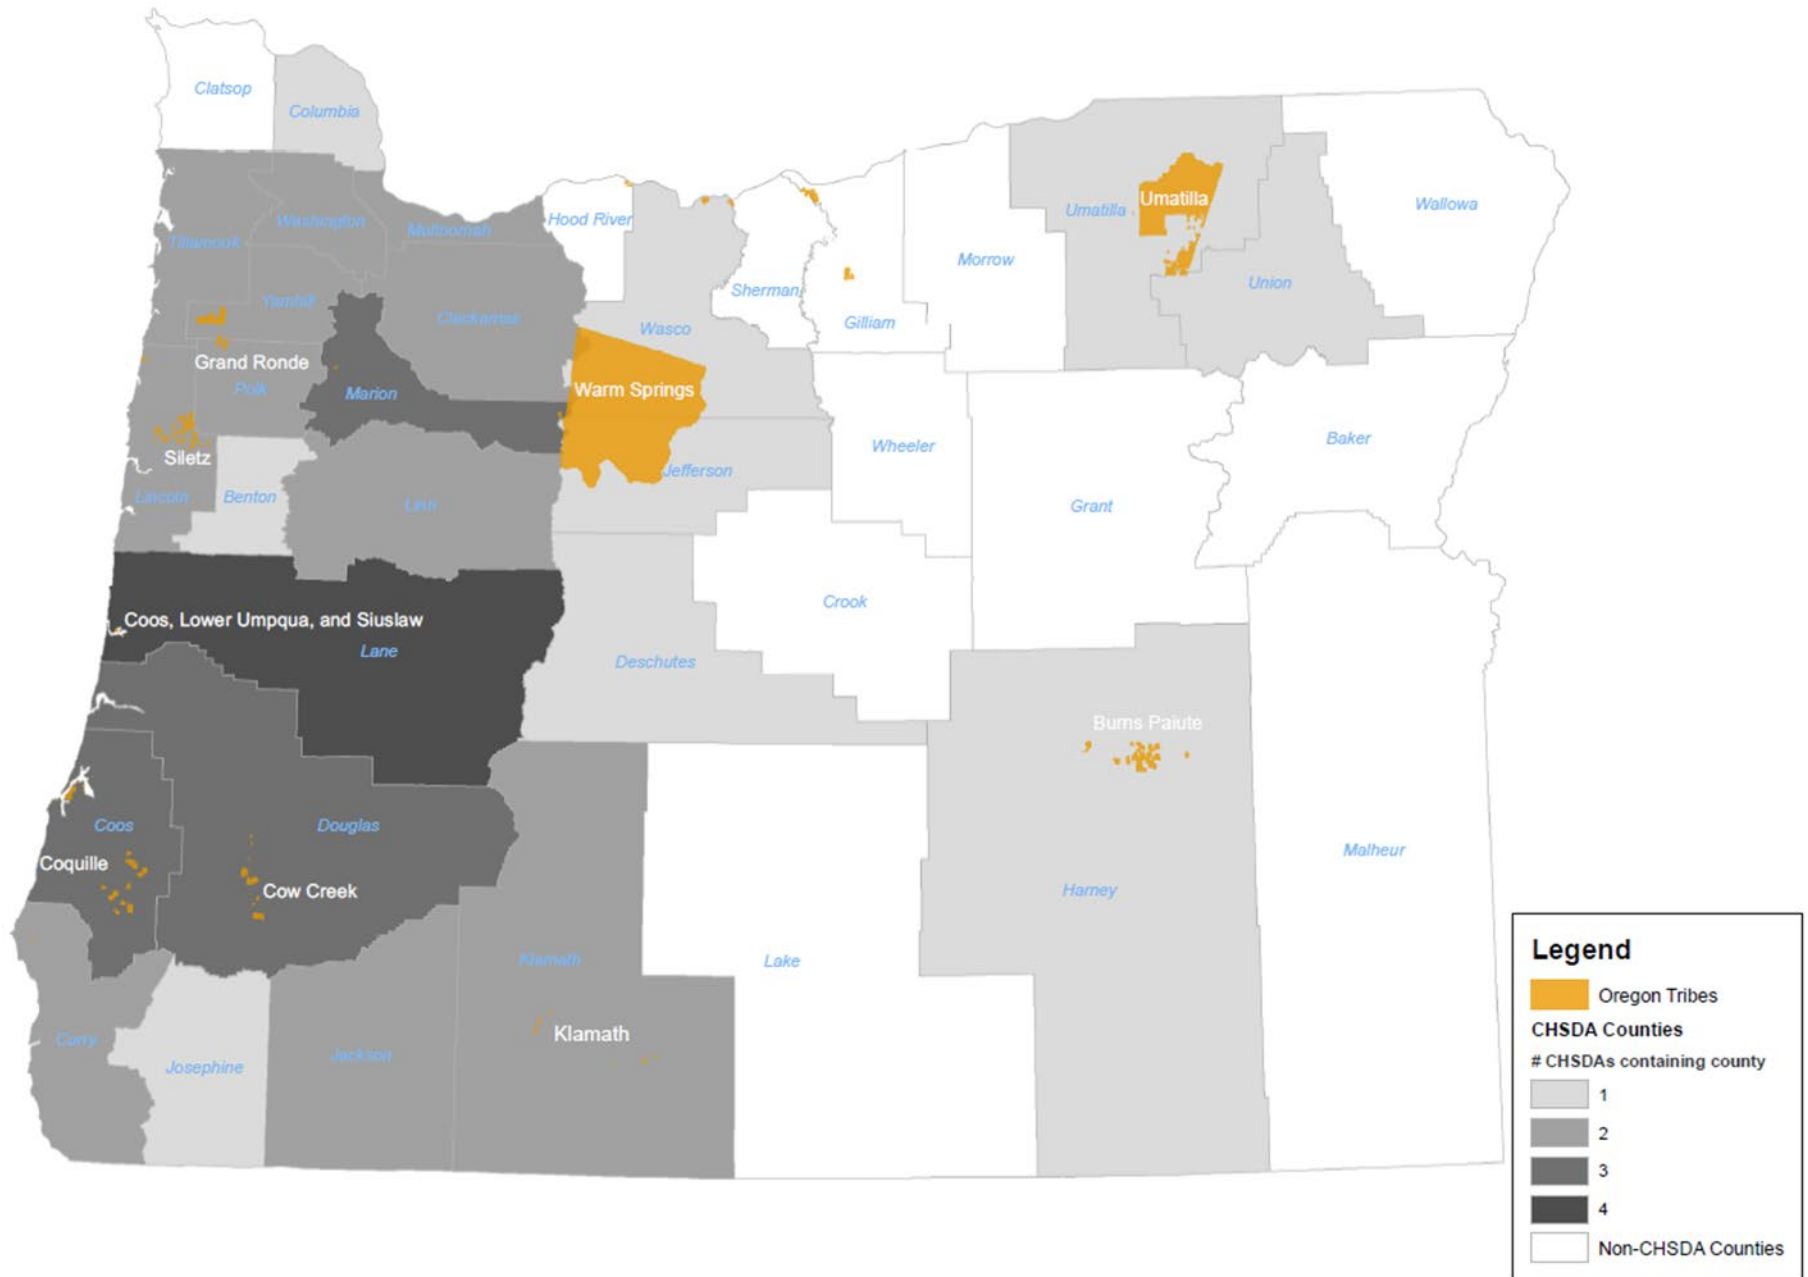 Clatsop
Columbia
Washington
Multnomah
Tillamook
Hood River
Umatilla
Umatilla
Wallowa
Morrow
Sherman
Union
Yamhill
Clackamas
Wasco
Gilliam
Grand Ronde
Polk
Marion
Warm Springs
Siletz
Jefferson
Wheeler
Baker
Lincoln
Benton
Linn
Grant
Coos, Lower Umpqua, and Siuslaw
Lane
Crook
Deschutes
Burns Paiute
Coos
Douglas
Malheur
Coquille
Cow Creek
Harney
Klamath
Lake
Klamath
Curry
Josephine
Jackson
Legend
Oregon Tribes
CHSDA Counties
# CHSDAs containing county
1
2
3
4
Non-CHSDA Counties